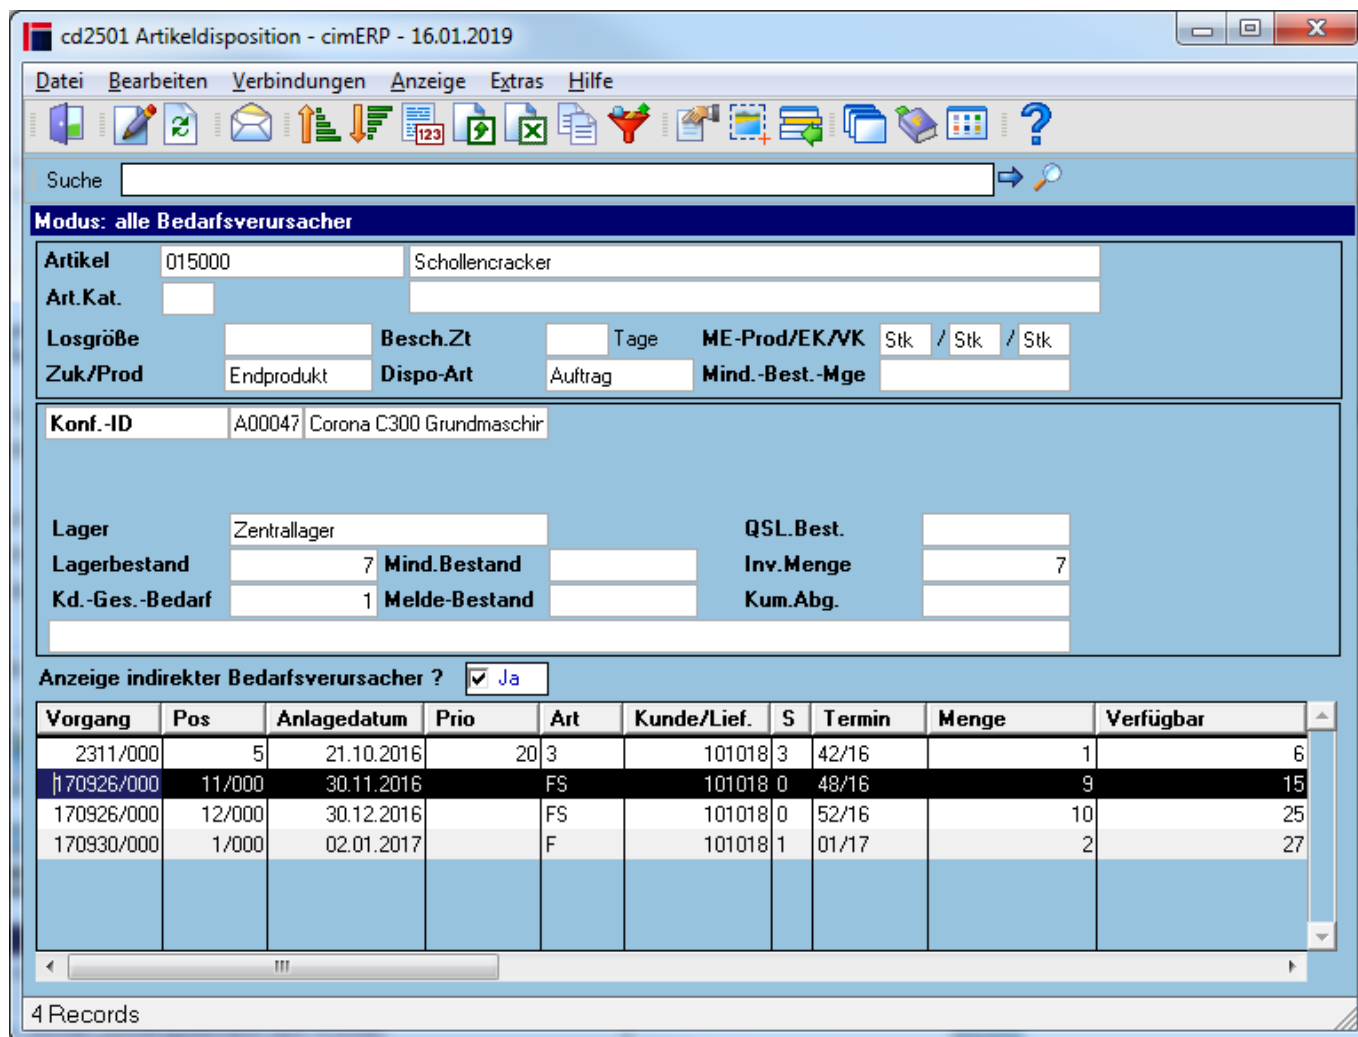 cd2501 Artikeldisposition - cimERP - 16.01.2019
Datei Bearbeiten Verbindungen Anzeige Extras Hilfe
123
Suche
Modus: alle Bedarfsverursacher
Artikel 015000 Schollencracker
Art.Kat.
Losgröße Besch.Zt Tage ME-Prod/EK/VK Stk / Stk / Stk
Zuk/Prod Endprodukt Dispo-Art Auftrag Mind.-Best.-Mge
Konf.-ID A00047 Corona C300 Grundmaschin
Lager Zentrallager QSL.Best.
Lagerbestand 7 Mind.Bestand Inv.Menge 7
Kd.-Ges.-Bedarf 1 Melde-Bestand Kum.Abg.
Anzeige indirekter Bedarfsverursacher ? Ja
Vorgang Pos Anlagedatum Prio Art Kunde/Lief. S Termin Menge Verfügbar
2311/000 5 21.10.2016 20 3 101018 3 42/16 1 6
170926/000 11/000 30.11.2016 FS 101018 0 48/16 9 15
170926/000 12/000 30.12.2016 FS 101018 0 52/16 10 25
170930/000 1/000 02.01.2017 F 101018 1 01/17 2 27
4 Records